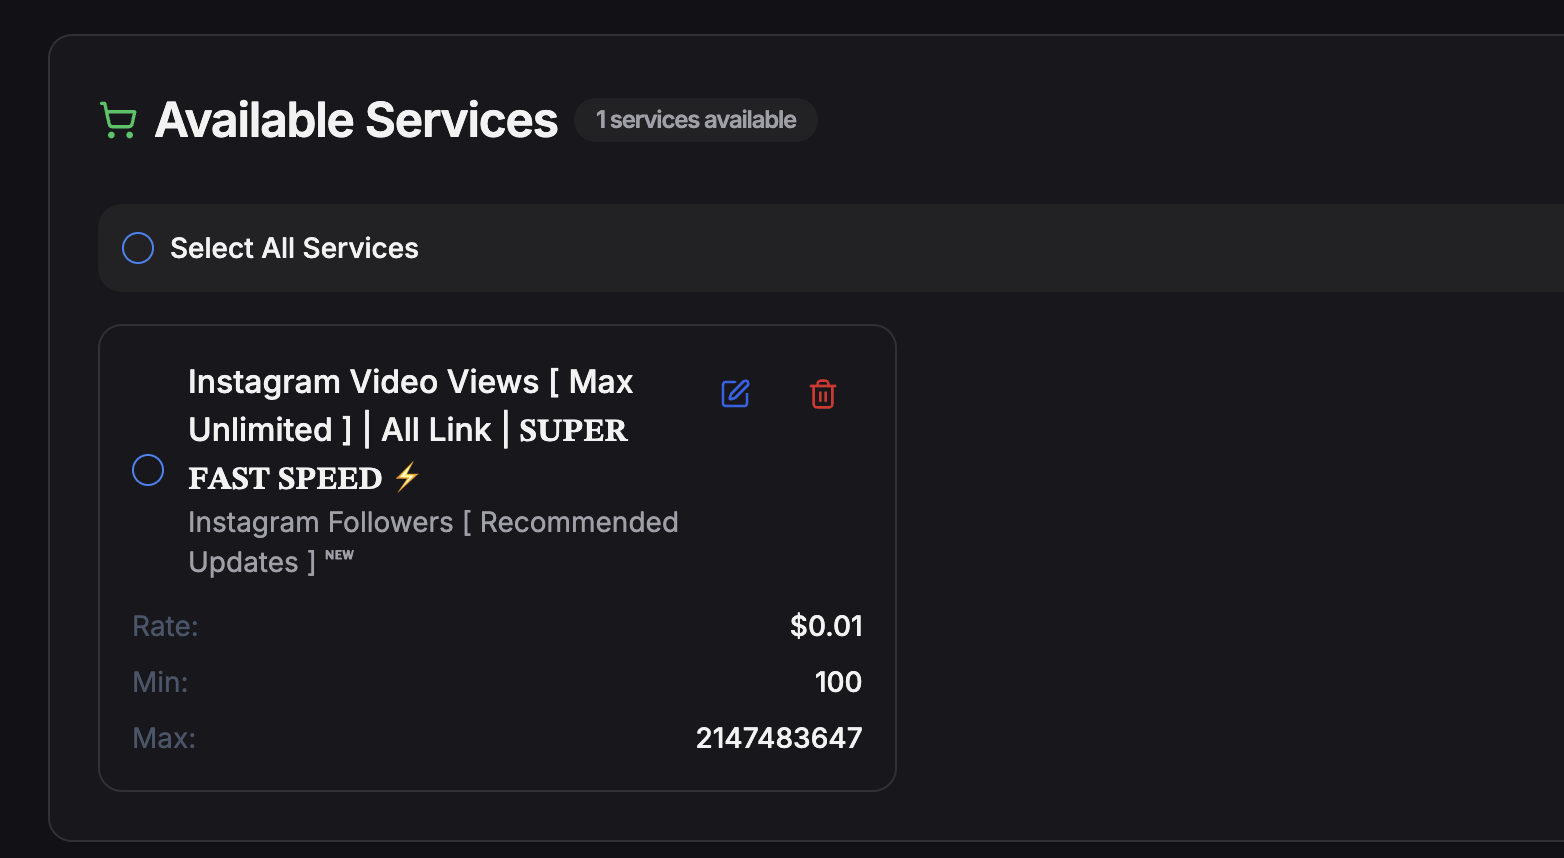 Available Services
1 services available
Select All Services
Instagram Video Views [ Max
Unlimited ] | All Link | 𝐒𝐔𝐏𝐄𝐑
𝐅𝐀𝐒𝐓 𝐒𝐏𝐄𝐄𝐃 ⚡
Instagram Followers [ Recommended
Updates ] ᴺᴱᵂ
Rate: $0.01
Min: 100
Max: 2147483647